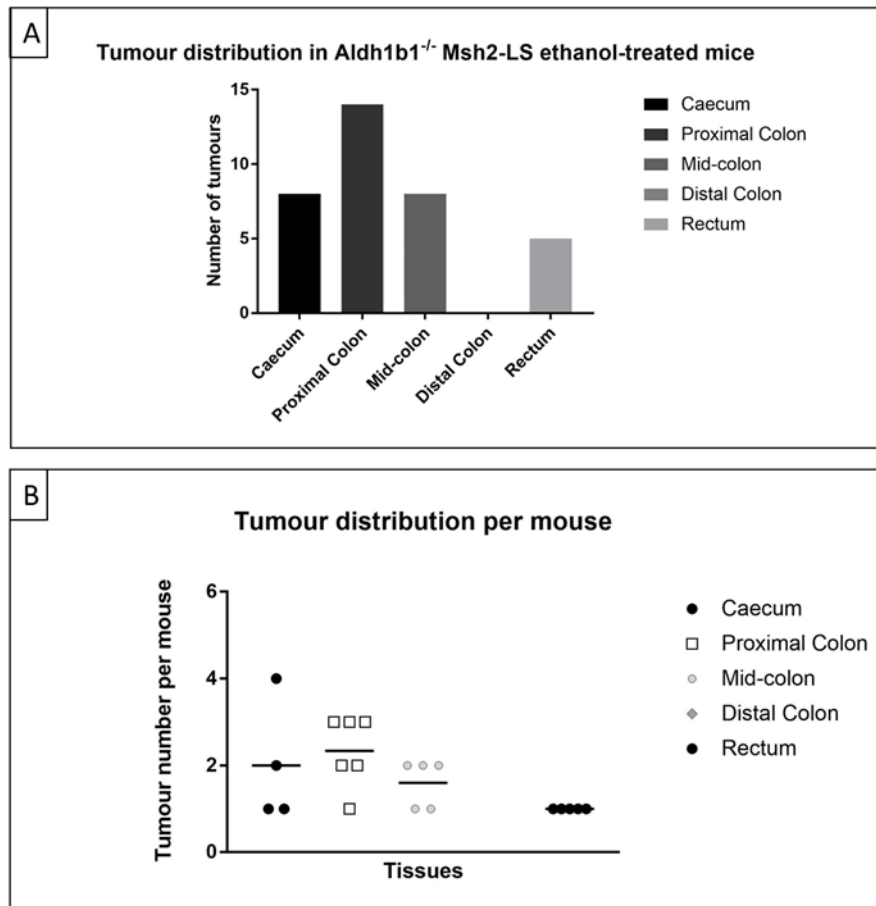 A
Tumour distribution in Aldh1b1-/- Msh2-LS ethanol-treated mice
Number of tumours
15
10
5
0
Caecum
Proximal Colon
Mid-colon
Distal Colon
Rectum
Caecum
Proximal Colon
Mid-colon
Distal Colon
Rectum
B
Tumour distribution per mouse
Tumour number per mouse
6
4
2
0
Tissues
Caecum
Proximal Colon
Mid-colon
Distal Colon
Rectum